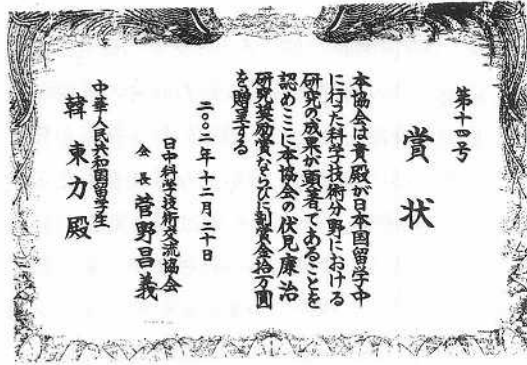 第十四号
賞状
本協会は貴殿が日本国留学中
に行った科学技術分野における
研究の成果が顕著であることを
認めここに本協会の伏見康治
研究奨励賞ならびに副賞金拾万圓
を贈呈する
二〇〇二年十二月二十日
日中科学技術交流協会
会長 菅野昌義
中華人民共和国留学生
韓東力殿